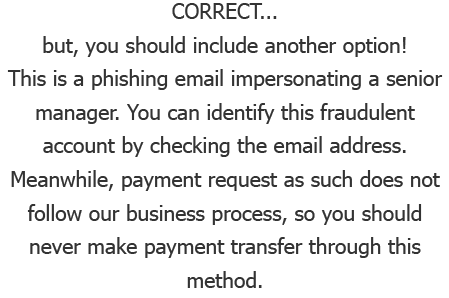 CORRECT...
but, you should include another option!
This is a phishing email impersonating a senior
manager. You can identify this fraudulent
account by checking the email address.
Meanwhile, payment request as such does not
follow our business process, so you should
never make payment transfer through this
method.